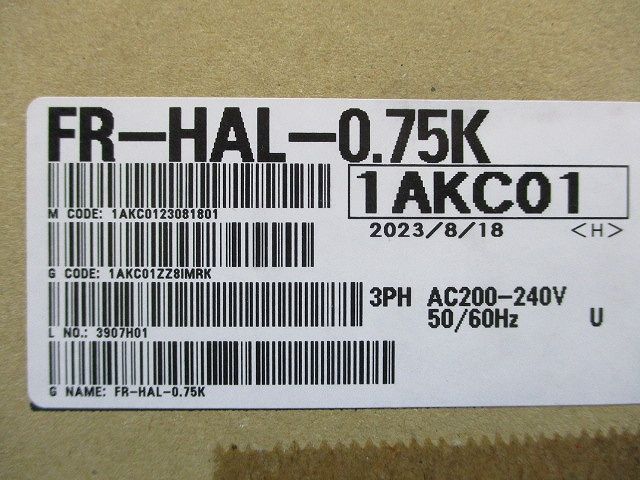 FR-HAL-0.75K
1AKC01
M CODE: 1AKC0123081801
2023/8/18 <H>
G CODE: 1AKC01ZZ8IMRK
3PH AC200-240V
50/60Hz U
L NO.: 3907H01
G NAME: FR-HAL-0.75K